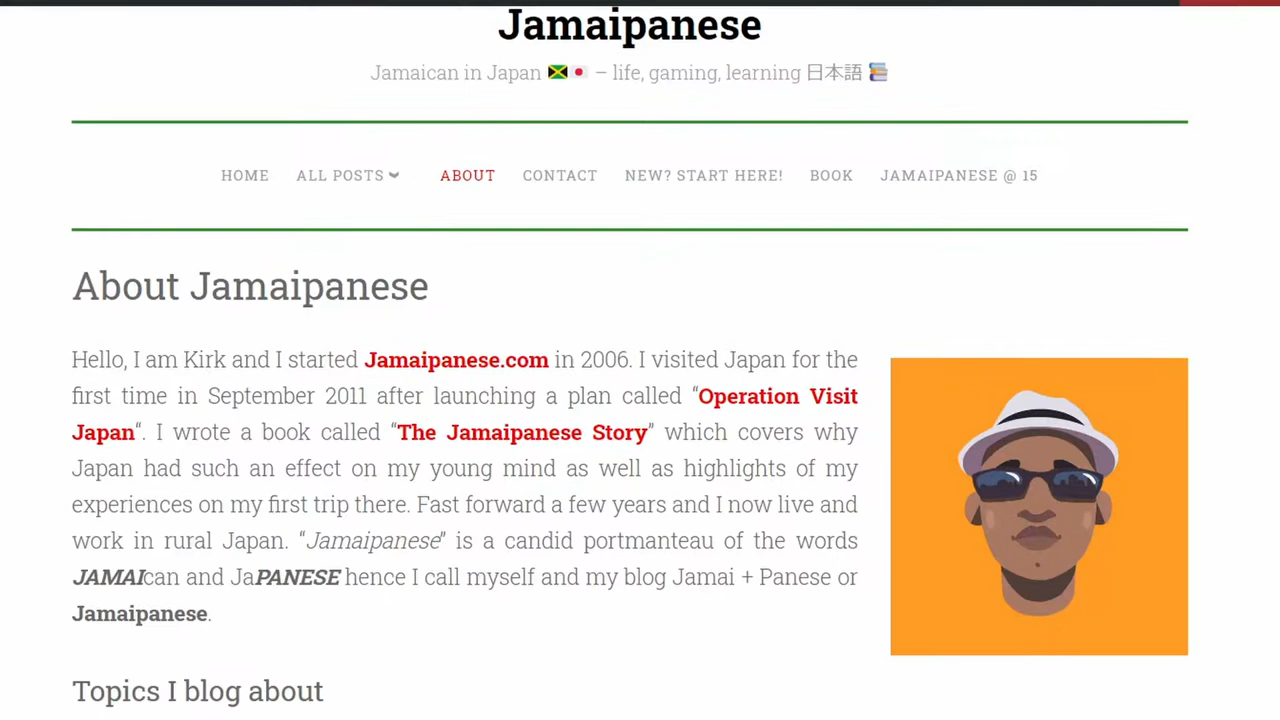 Jamaipanese
Jamaican in Japan 🇯🇲🇯🇵 – life, gaming, learning 日本語 📚
HOME ALL POSTS ABOUT CONTACT NEW? START HERE! BOOK JAMAIPANESE @ 15
About Jamaipanese
Hello, I am Kirk and I started Jamaipanese.com in 2006. I visited Japan for the
first time in September 2011 after launching a plan called “Operation Visit
Japan“. I wrote a book called “The Jamaipanese Story” which covers why
Japan had such an effect on my young mind as well as highlights of my
experiences on my first trip there. Fast forward a few years and I now live and
work in rural Japan. “Jamaipanese” is a candid portmanteau of the words
JAMAIcan and JaPANESE hence I call myself and my blog Jamai + Panese or
Jamaipanese.
Topics I blog about